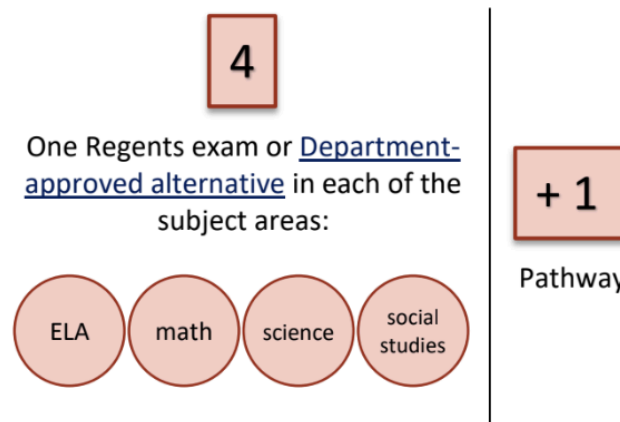 4
One Regents exam or Department-
approved alternative in each of the
subject areas:
ELA
math
science
social
studies
+ 1
Pathway